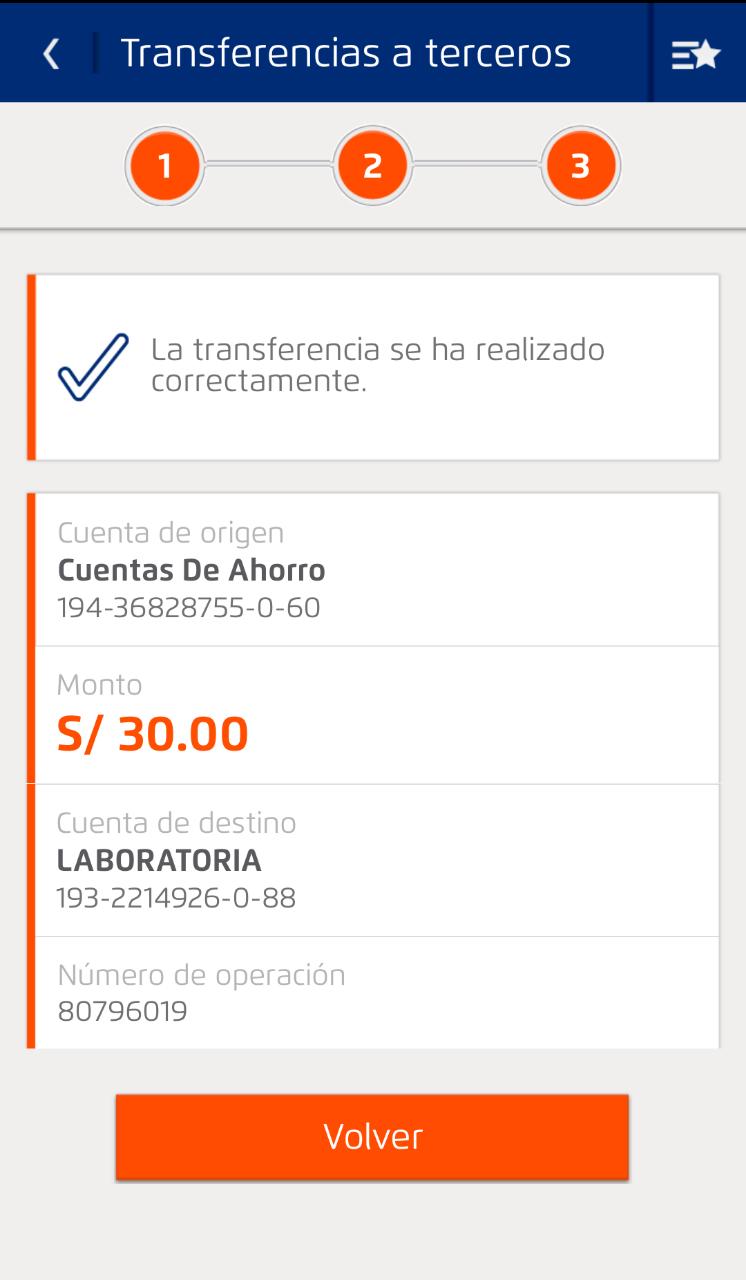 Transferencias a terceros
1 2 3
La transferencia se ha realizado
correctamente.
Cuenta de origen
Cuentas De Ahorro
194-36828755-0-60
Monto
S/ 30.00
Cuenta de destino
LABORATORIA
193-2214926-0-88
Número de operación
80796019
Volver